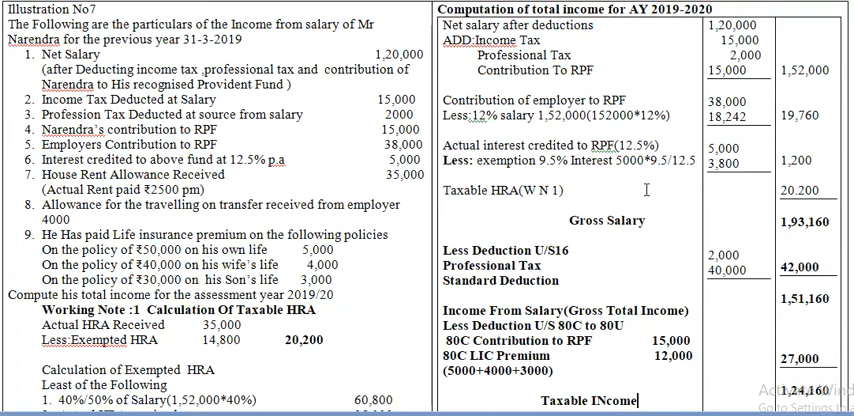 Illustration No7
The Following are the particulars of the Income from salary of Mr
Narendra for the previous year 31-3-2019
1. Net Salary 1,20,000
(after Deducting income tax ,professional tax and contribution of
Narendra to His recognised Provident Fund )
2. Income Tax Deducted at Salary 15,000
3. Profession Tax Deducted at source from salary 2000
4. Narendra's contribution to RPF 15,000
5. Employers Contribution to RPF 38,000
6. Interest credited to above fund at 12.5% p.a 5,000
7. House Rent Allowance Received 35,000
(Actual Rent paid ₹2500 pm)
8. Allowance for the travelling on transfer received from employer
4000
9. He Has paid Life insurance premium on the following policies
On the policy of ₹50,000 on his own life 5,000
On the policy of ₹40,000 on his wife's life 4,000
On the policy of ₹30,000 on his Son's life 3,000
Compute his total income for the assessment year 2019/20
Working Note :1 Calculation Of Taxable HRA
Actual HRA Received 35,000
Less:Exempted HRA 14,800 20,200
Calculation of Exempted HRA
Least of the Following
1. 40%/50% of Salary(1,52,000*40%) 60,800
Computation of total income for AY 2019-2020
Net salary after deductions 1,20,000
ADD:Income Tax 15,000
Professional Tax 2,000
Contribution To RPF 15,000 1,52,000
Contribution of employer to RPF 38,000
Less:12% salary 1,52,000(152000*12%) 18,242 19,760
Actual interest credited to RPF(12.5%) 5,000
Less: exemption 9.5% Interest 5000*9.5/12.5 3,800 1,200
Taxable HRA(W N 1) 20.200
Gross Salary 1,93,160
Less Deduction U/S16 2,000
Professional Tax 40,000 42,000
Standard Deduction
1,51,160
Income From Salary(Gross Total Income)
Less Deduction U/S 80C to 80U
80C Contribution to RPF 15,000
80C LIC Premium 12,000 27,000
(5000+4000+3000)
Taxable INcome 1,24,160